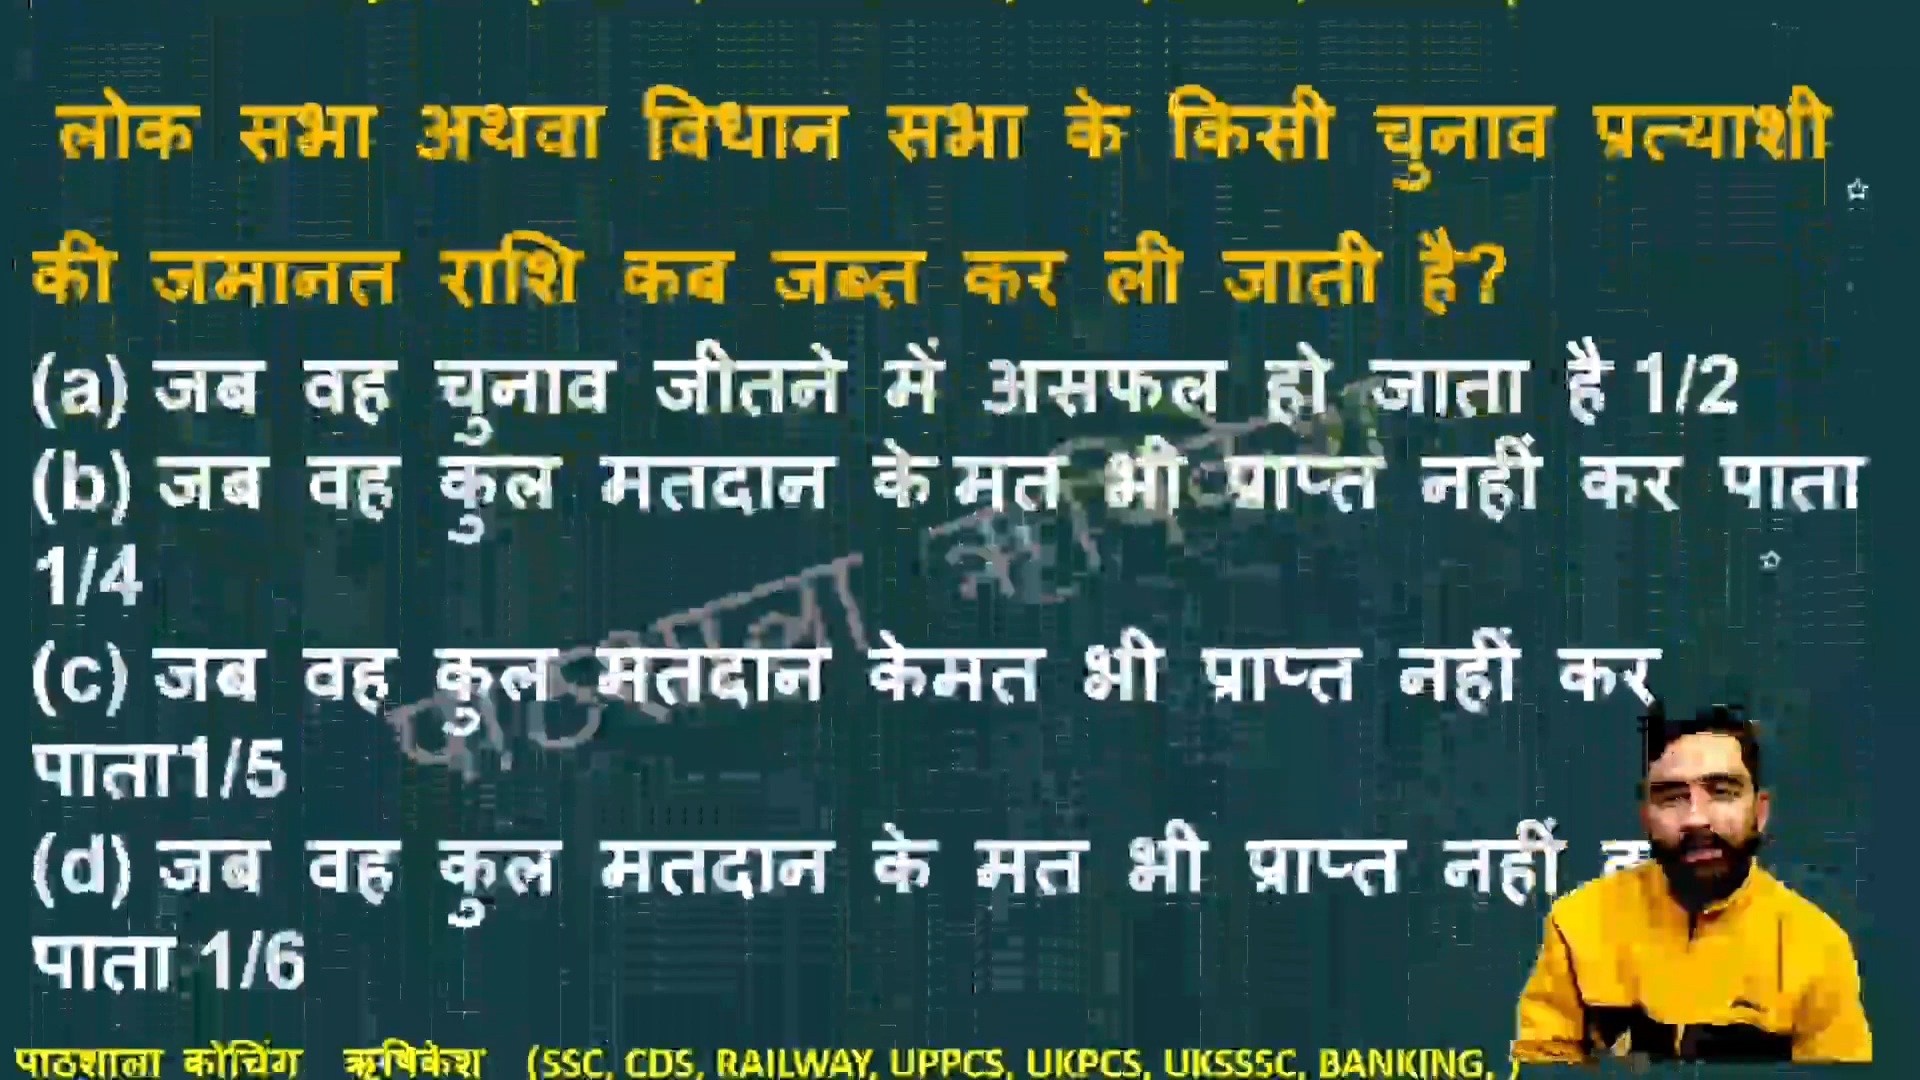 लोक सभा अथवा विधान सभा के किसी चुनाव प्रत्याशी
की जमानत राशि कब जब्त कर ली जाती है?
(a) जब वह चुनाव जीतने में असफल हो जाता है 1/2
(b) जब वह कुल मतदान के मत भी प्राप्त नहीं कर पाता
1/4
(c) जब वह कुल मतदान केमत भी प्राप्त नहीं कर
पाता1/5
(d) जब वह कुल मतदान के मत भी प्राप्त नहीं
पाता 1/6
पाठशाला
पाठशाला कोचिंग ऋषिकेश (SSC, CDS, RAILWAY, UPPCS, UKPCS, UKSSSC, BANKING, )